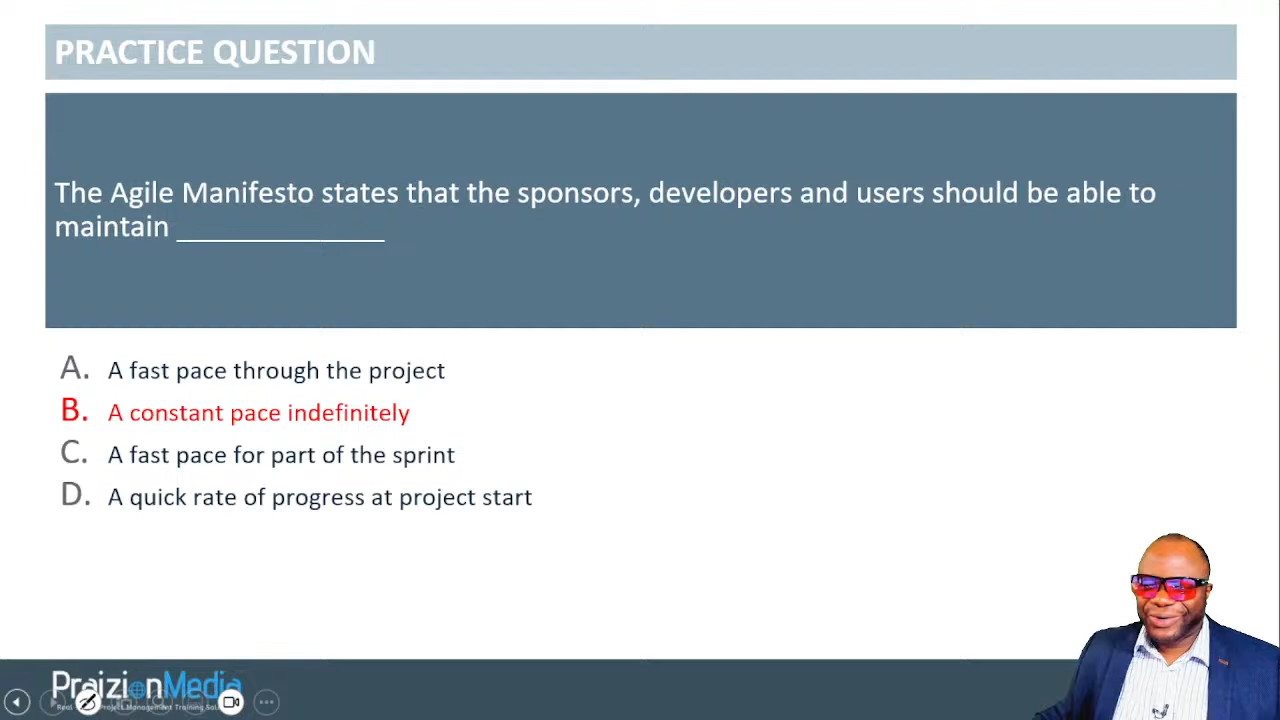 PRACTICE QUESTION
The Agile Manifesto states that the sponsors, developers and users should be able to
maintain ______________
A. A fast pace through the project
B. A constant pace indefinitely
C. A fast pace for part of the sprint
D. A quick rate of progress at project start
PraizionMedia